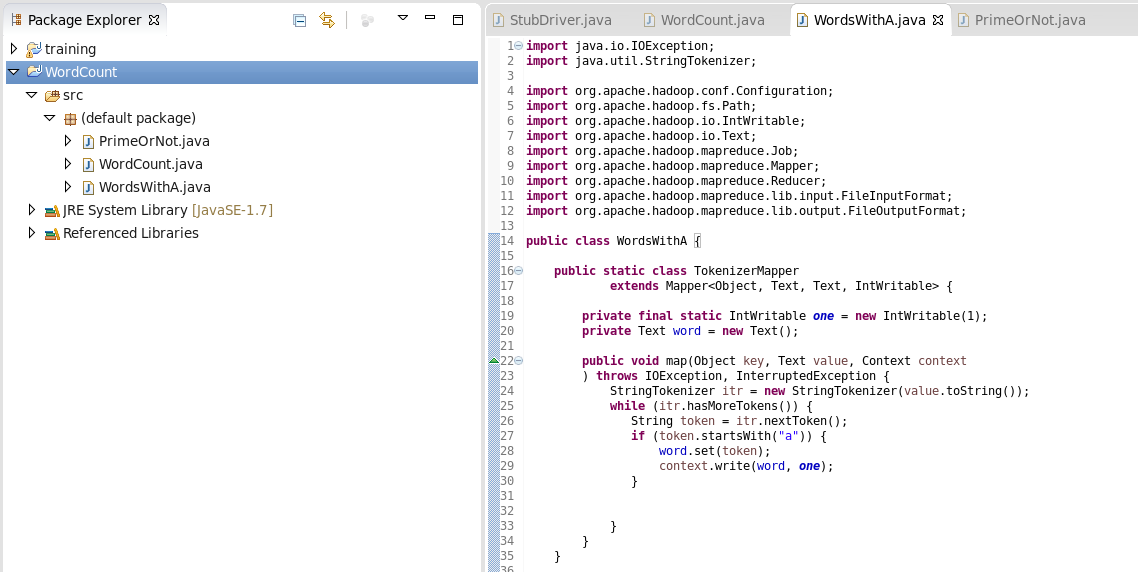 Package Explorer
training
WordCount
src
(default package)
PrimeOrNot.java
WordCount.java
WordsWithA.java
JRE System Library [JavaSE-1.7]
Referenced Libraries
StubDriver.java WordCount.java WordsWithA.java PrimeOrNot.java
1 import java.io.IOException;
2 import java.util.StringTokenizer;
3
4 import org.apache.hadoop.conf.Configuration;
5 import org.apache.hadoop.fs.Path;
6 import org.apache.hadoop.io.IntWritable;
7 import org.apache.hadoop.io.Text;
8 import org.apache.hadoop.mapreduce.Job;
9 import org.apache.hadoop.mapreduce.Mapper;
10 import org.apache.hadoop.mapreduce.Reducer;
11 import org.apache.hadoop.mapreduce.lib.input.FileInputFormat;
12 import org.apache.hadoop.mapreduce.lib.output.FileOutputFormat;
13
14 public class WordsWithA {
15
16 public static class TokenizerMapper
17 extends Mapper<Object, Text, Text, IntWritable> {
18
19 private final static IntWritable one = new IntWritable(1);
20 private Text word = new Text();
21
22 public void map(Object key, Text value, Context context
23 ) throws IOException, InterruptedException {
24 StringTokenizer itr = new StringTokenizer(value.toString());
25 while (itr.hasMoreTokens()) {
26 String token = itr.nextToken();
27 if (token.startsWith("a")) {
28 word.set(token);
29 context.write(word, one);
30 }
31
32
33 }
34 }
35 }
36